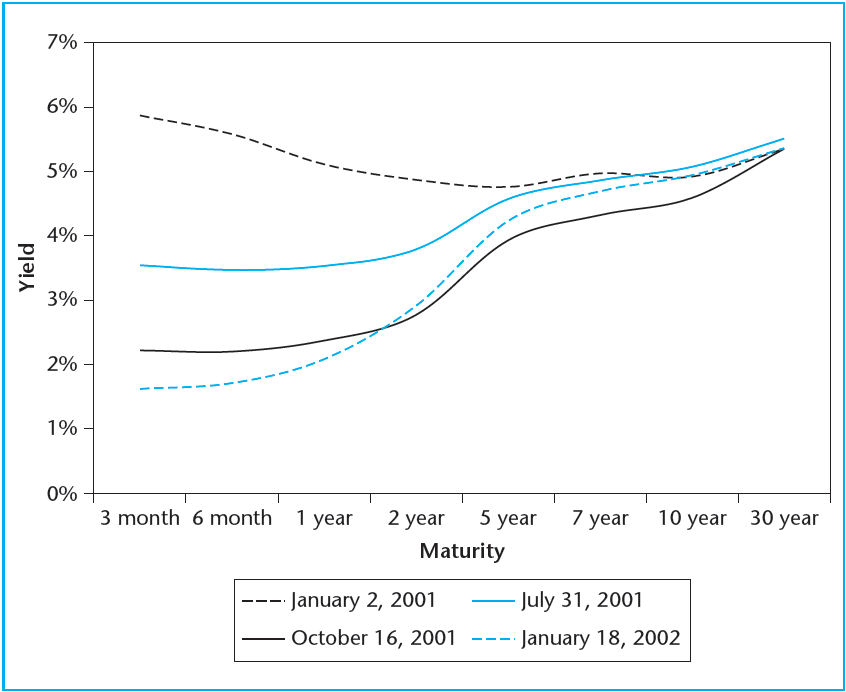 7%
6%
5%
4%
3%
2%
1%
0%
Yield
3 month 6 month 1 year 2 year 5 year 7 year 10 year 30 year
Maturity
January 2, 2001 July 31, 2001
October 16, 2001 January 18, 2002